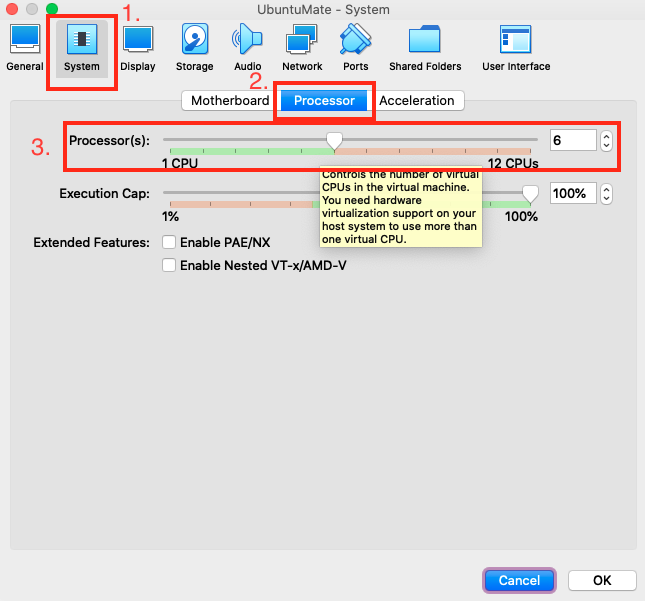 1.
UbuntuMate - System
General
System
Display
Storage
Audio
Network
Ports
Shared Folders
User Interface
2.
Motherboard
Processor
Acceleration
3.
Processor(s):
6
1 CPU
12 CPUs
Controls the number of virtual
CPUs in the virtual machine.
You need hardware
virtualization support on your
host system to use more than
one virtual CPU.
Execution Cap:
100%
1%
100%
Extended Features:
Enable PAE/NX
Enable Nested VT-x/AMD-V
Cancel
OK